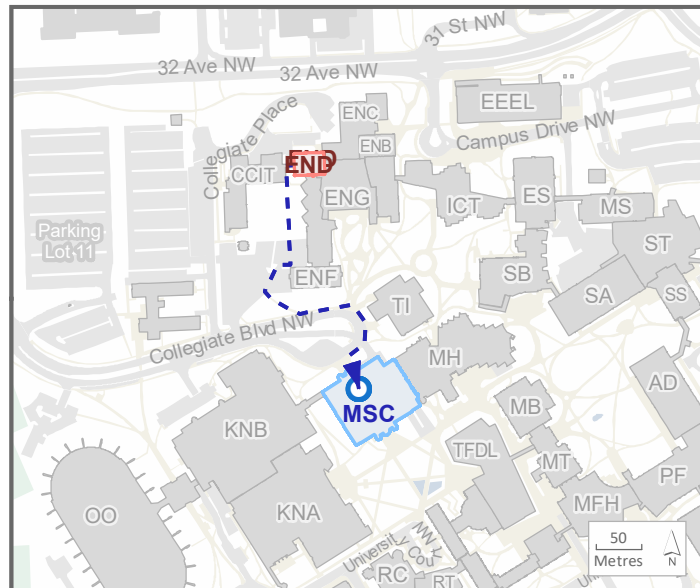 31 St NW
32 Ave NW
32 Ave NW
EEEL
ENC
Collegiate Place
Campus Drive NW
ENB
END
CCIT
ENG
ICT
ES
MS
Parking
Lot 11
ST
ENF
SB
SA
SS
TI
Collegiate Blvd NW
MH
AD
MB
MSC
KNB
TFDL
MT
PF
OO
KNA
MFH
50
Metres
N
RC
RT